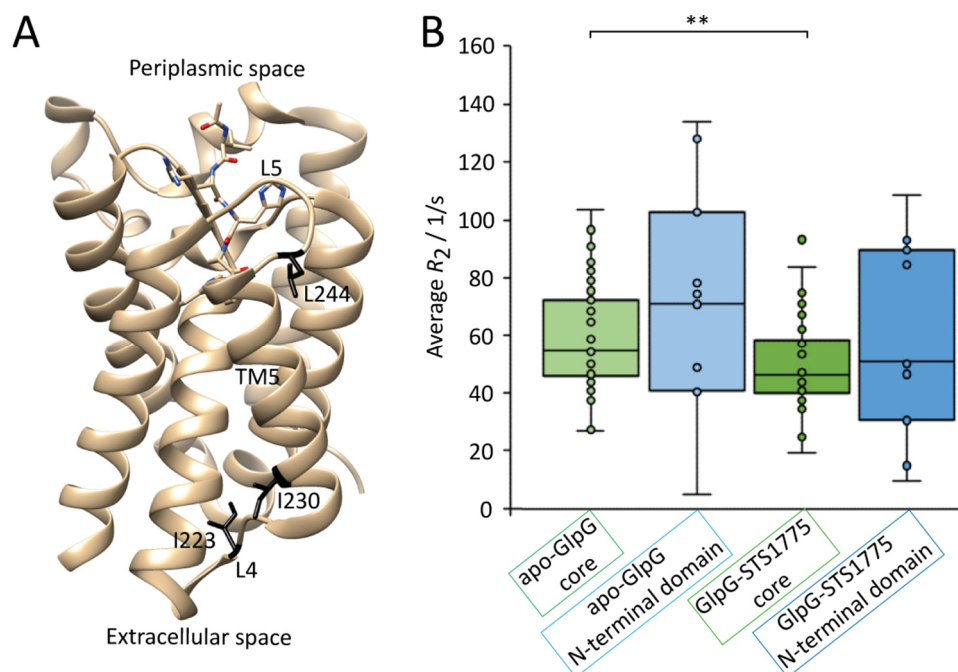 A
Periplasmic space
L5
L244
TM5
I230
I223
L4
Extracellular space
B
**
Average R2 / 1/s
160
140
120
100
80
60
40
20
0
apo-GlpG
core
apo-GlpG
N-terminal domain
GlpG-STS1775
core
GlpG-STS1775
N-terminal domain